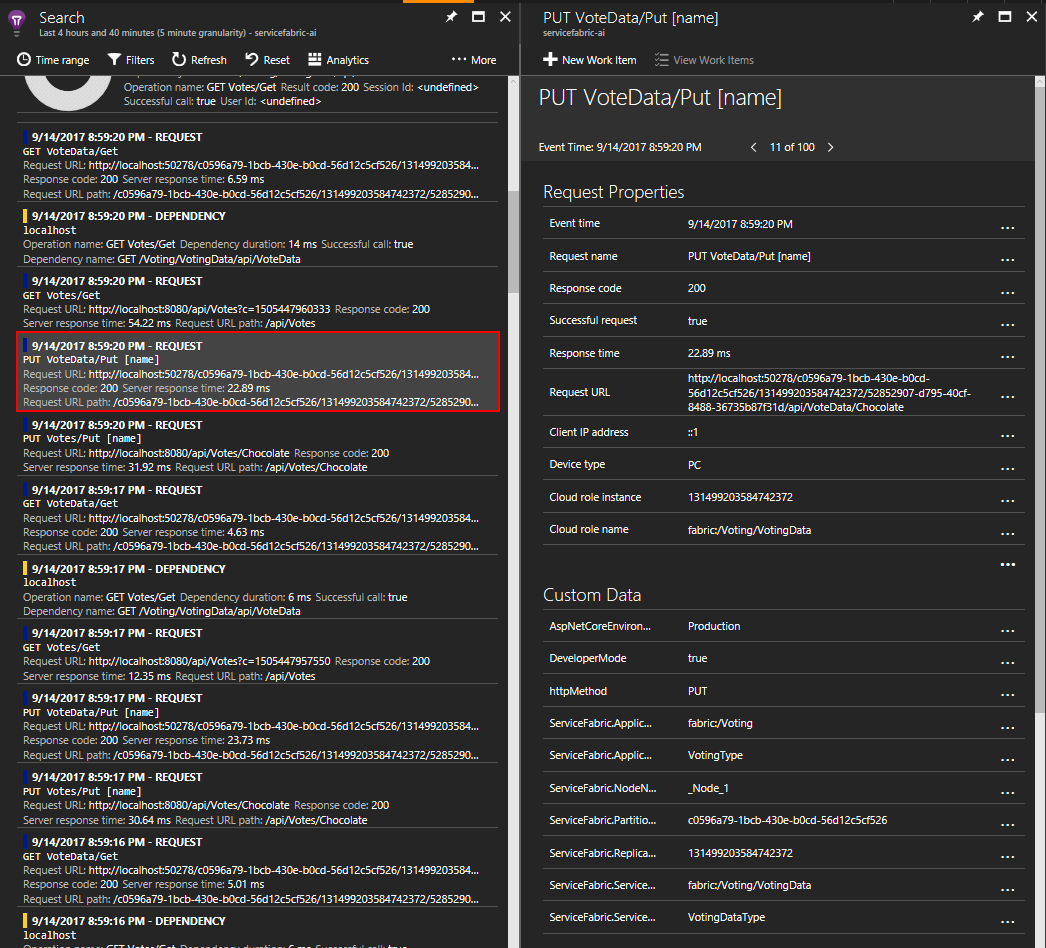 Search
Last 4 hours and 40 minutes (5 minute granularity) - servicefabric-ai
Time range Filters Refresh Reset Analytics ··· More
Operation name: GET Votes/Get Result code: 200 Session Id: <undefined>
Successful call: true User Id: <undefined>
9/14/2017 8:59:20 PM - REQUEST
GET VoteData/Get
Request URL: http://localhost:50278/c0596a79-1bcb-430e-b0cd-56d12c5cf526/131499203584...
Response code: 200 Server response time: 6.59 ms
Request URL path: /c0596a79-1bcb-430e-b0cd-56d12c5cf526/131499203584742372/5285290...
9/14/2017 8:59:20 PM - DEPENDENCY
localhost
Operation name: GET Votes/Get Dependency duration: 14 ms Successful call: true
Dependency name: GET /Voting/VotingData/api/VoteData
9/14/2017 8:59:20 PM - REQUEST
GET Votes/Get
Request URL: http://localhost:8080/api/Votes?c=1505447960333 Response code: 200
Server response time: 54.22 ms Request URL path: /api/Votes
9/14/2017 8:59:20 PM - REQUEST
PUT VoteData/Put [name]
Request URL: http://localhost:50278/c0596a79-1bcb-430e-b0cd-56d12c5cf526/131499203584...
Response code: 200 Server response time: 22.89 ms
Request URL path: /c0596a79-1bcb-430e-b0cd-56d12c5cf526/131499203584742372/5285290...
9/14/2017 8:59:20 PM - REQUEST
PUT Votes/Put [name]
Request URL: http://localhost:8080/api/Votes/Chocolate Response code: 200
Server response time: 31.92 ms Request URL path: /api/Votes/Chocolate
9/14/2017 8:59:17 PM - REQUEST
GET VoteData/Get
Request URL: http://localhost:50278/c0596a79-1bcb-430e-b0cd-56d12c5cf526/131499203584...
Response code: 200 Server response time: 4.63 ms
Request URL path: /c0596a79-1bcb-430e-b0cd-56d12c5cf526/131499203584742372/5285290...
9/14/2017 8:59:17 PM - DEPENDENCY
localhost
Operation name: GET Votes/Get Dependency duration: 6 ms Successful call: true
Dependency name: GET /Voting/VotingData/api/VoteData
9/14/2017 8:59:17 PM - REQUEST
GET Votes/Get
Request URL: http://localhost:8080/api/Votes?c=1505447957550 Response code: 200
Server response time: 12.35 ms Request URL path: /api/Votes
9/14/2017 8:59:17 PM - REQUEST
PUT VoteData/Put [name]
Request URL: http://localhost:50278/c0596a79-1bcb-430e-b0cd-56d12c5cf526/131499203584...
Response code: 200 Server response time: 23.73 ms
Request URL path: /c0596a79-1bcb-430e-b0cd-56d12c5cf526/131499203584742372/5285290...
9/14/2017 8:59:17 PM - REQUEST
PUT Votes/Put [name]
Request URL: http://localhost:8080/api/Votes/Chocolate Response code: 200
Server response time: 30.64 ms Request URL path: /api/Votes/Chocolate
9/14/2017 8:59:16 PM - REQUEST
GET VoteData/Get
Request URL: http://localhost:50278/c0596a79-1bcb-430e-b0cd-56d12c5cf526/131499203584...
Response code: 200 Server response time: 5.01 ms
Request URL path: /c0596a79-1bcb-430e-b0cd-56d12c5cf526/131499203584742372/5285290...
9/14/2017 8:59:16 PM - DEPENDENCY
localhost
Operation name: GET Votes/Get Dependency duration: 6 ms Successful call: true
PUT VoteData/Put [name]
servicefabric-ai
New Work Item View Work Items
PUT VoteData/Put [name]
Event Time: 9/14/2017 8:59:20 PM < 11 of 100 >
Request Properties
Event time 9/14/2017 8:59:20 PM ...
Request name PUT VoteData/Put [name] ...
Response code 200 ...
Successful request true ...
Response time 22.89 ms ...
Request URL http://localhost:50278/c0596a79-1bcb-430e-b0cd-
56d12c5cf526/131499203584742372/52852907-d795-40cf-
8488-36735b87f31d/api/VoteData/Chocolate ...
Client IP address ::1 ...
Device type PC ...
Cloud role instance 131499203584742372 ...
Cloud role name fabric:/Voting/VotingData ...
...
Custom Data
AspNetCoreEnviron... Production ...
DeveloperMode true ...
httpMethod PUT ...
ServiceFabric.Applic... fabric:/Voting ...
ServiceFabric.Applic... VotingType ...
ServiceFabric.NodeN... _Node_1 ...
ServiceFabric.Partitio... c0596a79-1bcb-430e-b0cd-56d12c5cf526 ...
ServiceFabric.Replica... 131499203584742372 ...
ServiceFabric.Service... fabric:/Voting/VotingData ...
ServiceFabric.Service... VotingDataType ...